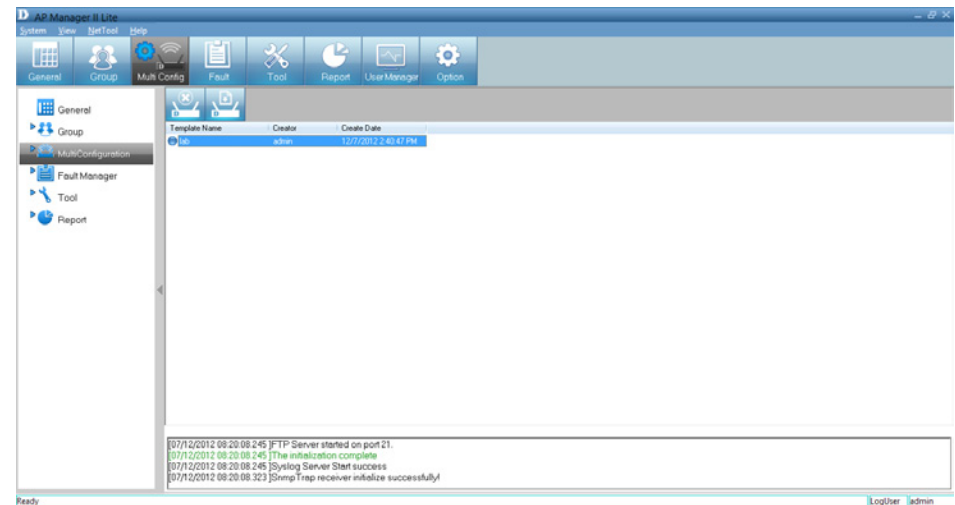 D AP Manager II Lite
System View NetTool Help
General Group Multi Config Fault Tool Report UserManager Option
General
Group
MultiConfiguration
Fault Manager
Tool
Report
Template Name Creator Create Date
lab admin 12/7/2012 2:40:47 PM
[07/12/2012 08:20:08.245 ]FTP Server started on port 21.
[07/12/2012 08:20:08.245 ]The initialization complete
[07/12/2012 08:20:08.245 ]Syslog Server Start success
[07/12/2012 08:20:08.323 ]SnmpTrap receiver initialize successfully!
Ready LogUser admin